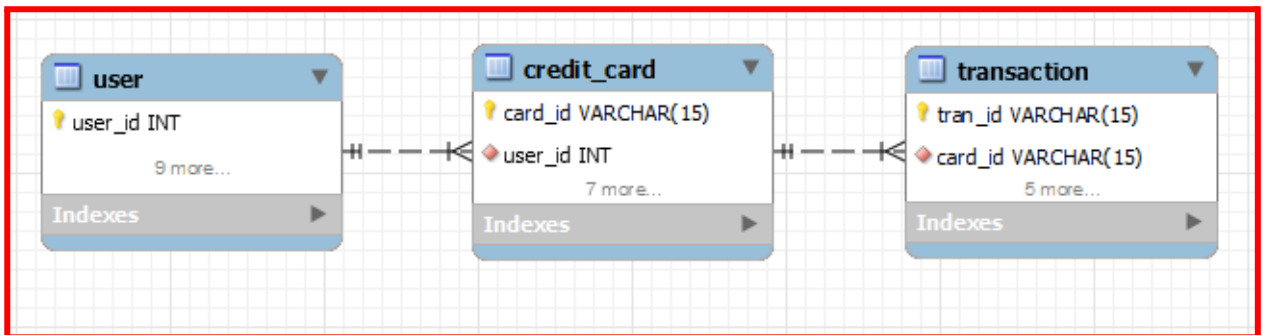 user
user_id INT
9 more...
Indexes
credit_card
card_id VARCHAR(15)
user_id INT
7 more...
Indexes
transaction
tran_id VARCHAR(15)
card_id VARCHAR(15)
5 more...
Indexes